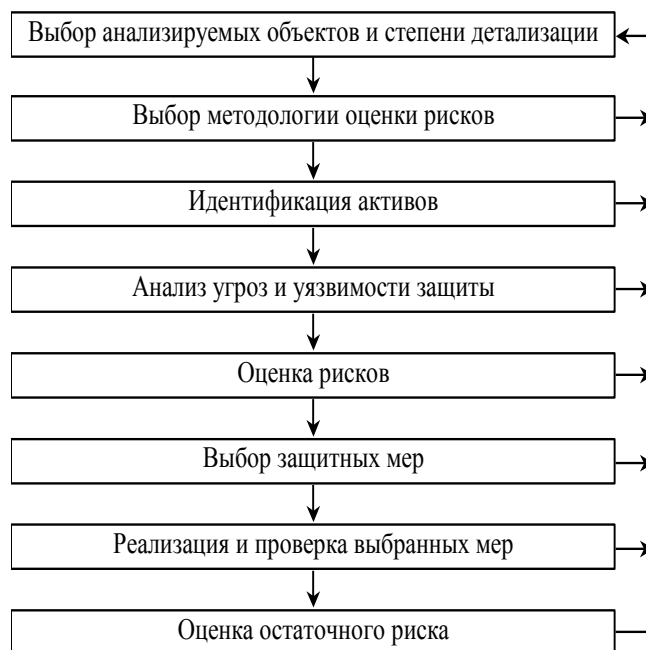 Выбор анализируемых объектов и степени детализации
Выбор методологии оценки рисков
Идентификация активов
Анализ угроз и уязвимости защиты
Оценка рисков
Выбор защитных мер
Реализация и проверка выбранных мер
Оценка остаточного риска